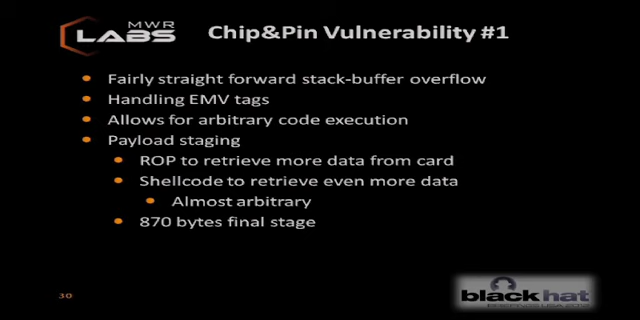 MWR
LABS
Chip&Pin Vulnerability #1
Fairly straight forward stack-buffer overflow
Handling EMV tags
Allows for arbitrary code execution
Payload staging
ROP to retrieve more data from card
Shellcode to retrieve even more data
Almost arbitrary
870 bytes final stage
30
black hat